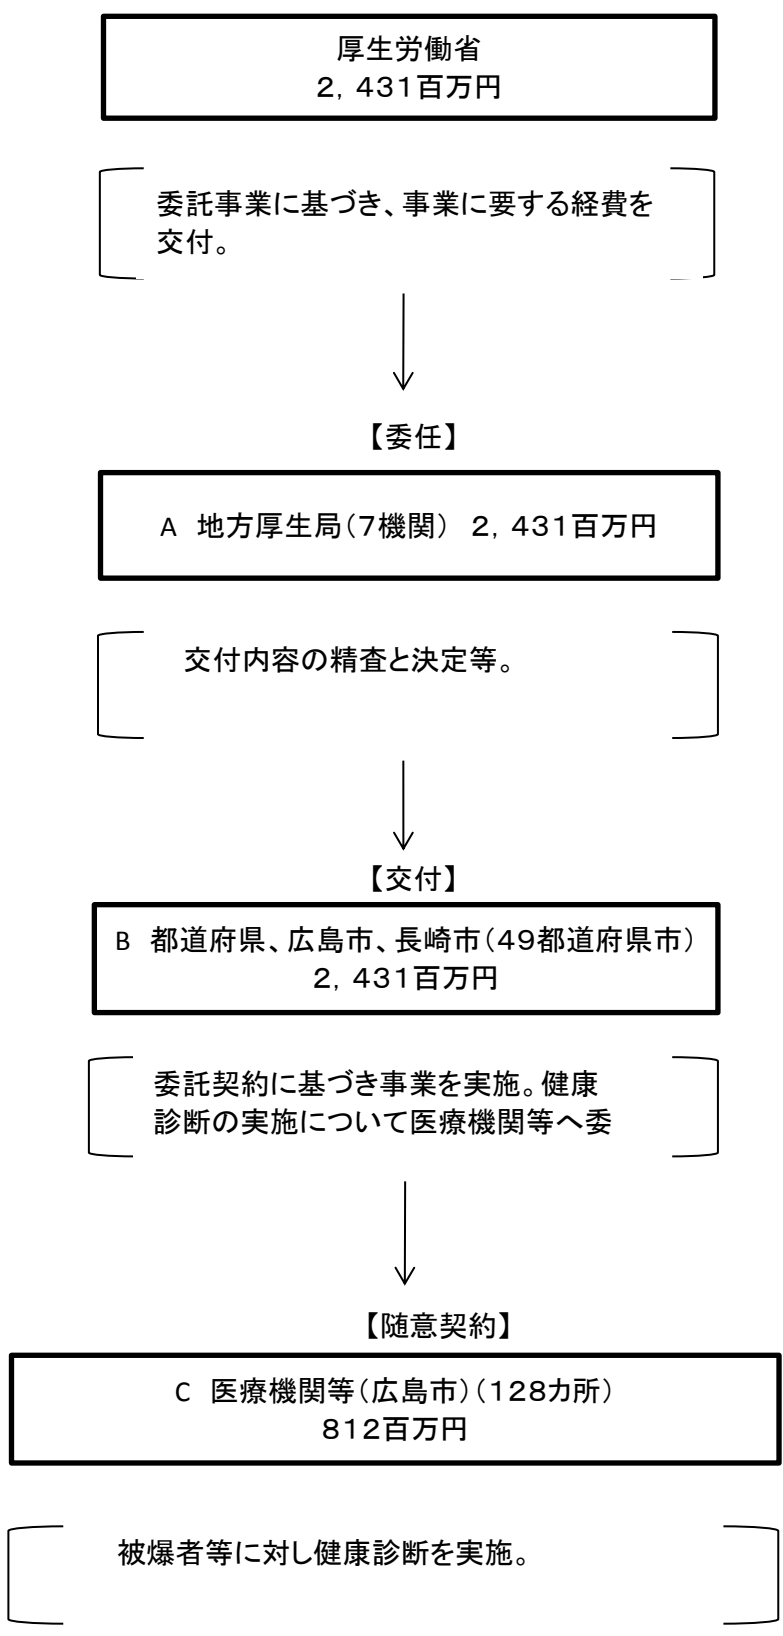 厚生労働省
2，431百万円
委託事業に基づき、事業に要する経費を
交付。
【委任】
A　地方厚生局（7機関）　2，431百万円
交付内容の精査と決定等。
【交付】
B　都道府県、広島市、長崎市（49都道府県市）
2，431百万円
委託契約に基づき事業を実施。健康
診断の実施について医療機関等へ委
【随意契約】
C　医療機関等（広島市）（128カ所）
812百万円
被爆者等に対し健康診断を実施。